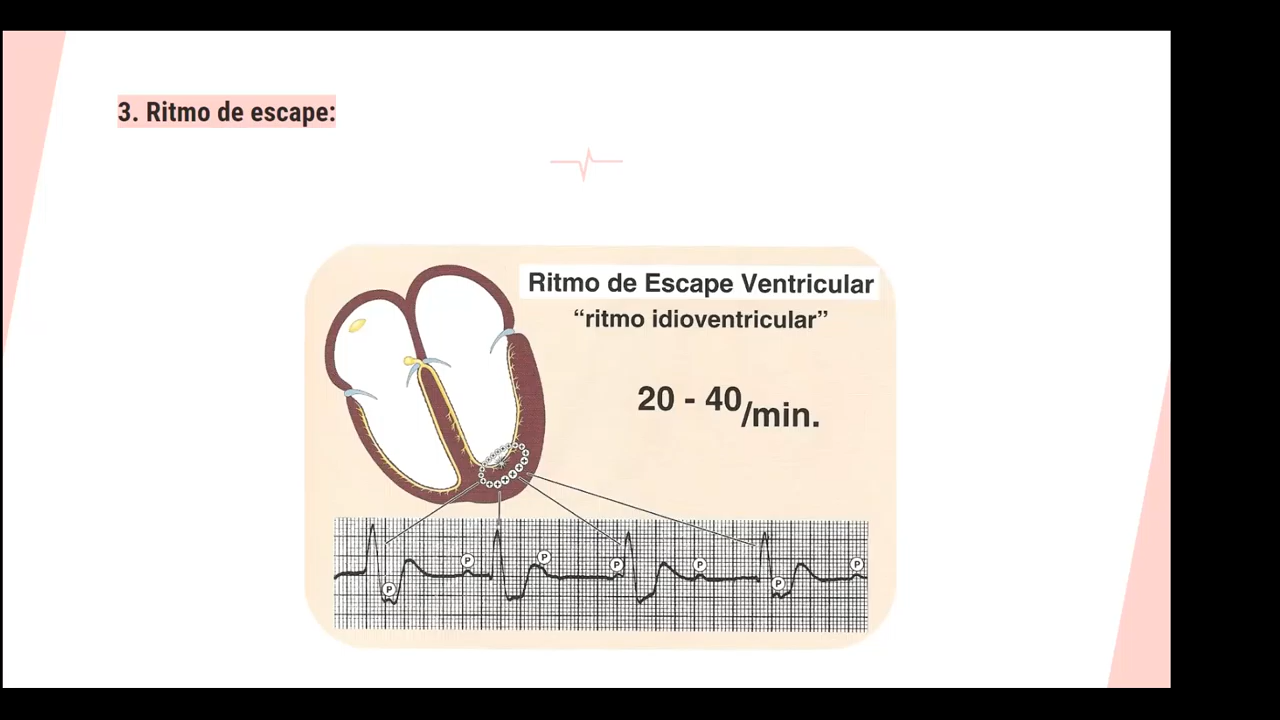 3. Ritmo de escape:
Ritmo de Escape Ventricular
“ritmo idioventricular”
20 - 40/min.
P P P P P P P P